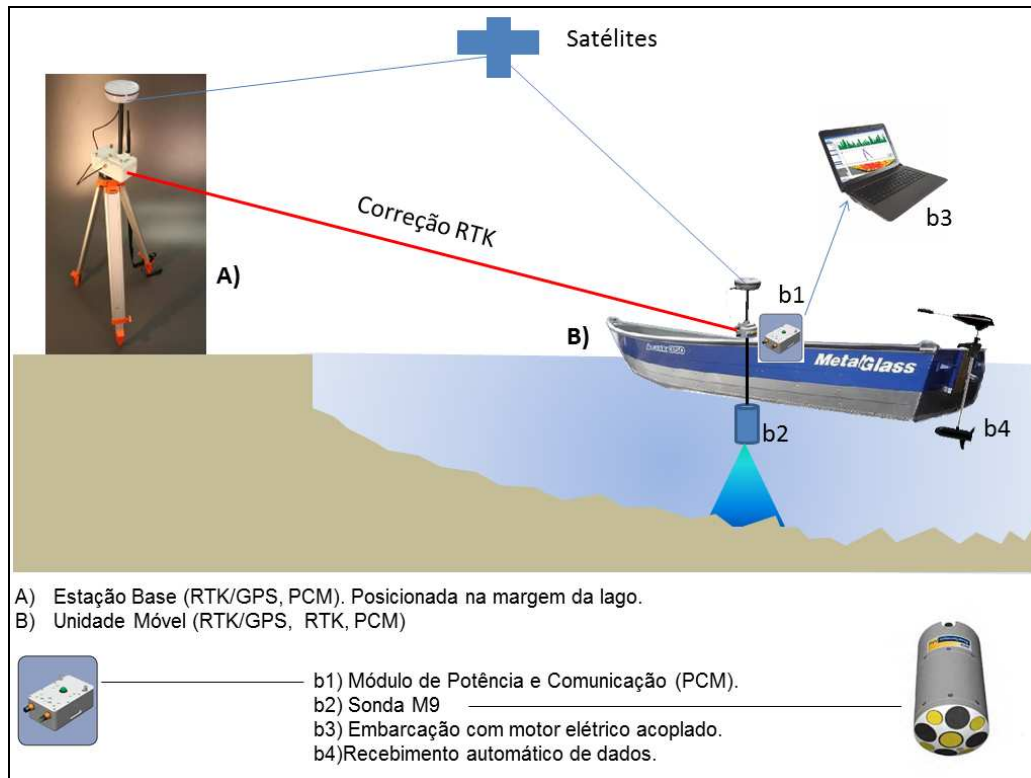 Satélites
Correção RTK
A)
b3
b1
B)
MetalGlass
b2
b4
A) Estação Base (RTK/GPS, PCM). Posicionada na margem da lago.
B) Unidade Móvel (RTK/GPS, RTK, PCM)
b1) Módulo de Potência e Comunicação (PCM).
b2) Sonda M9
b3) Embarcação com motor elétrico acoplado.
b4)Recebimento automático de dados.